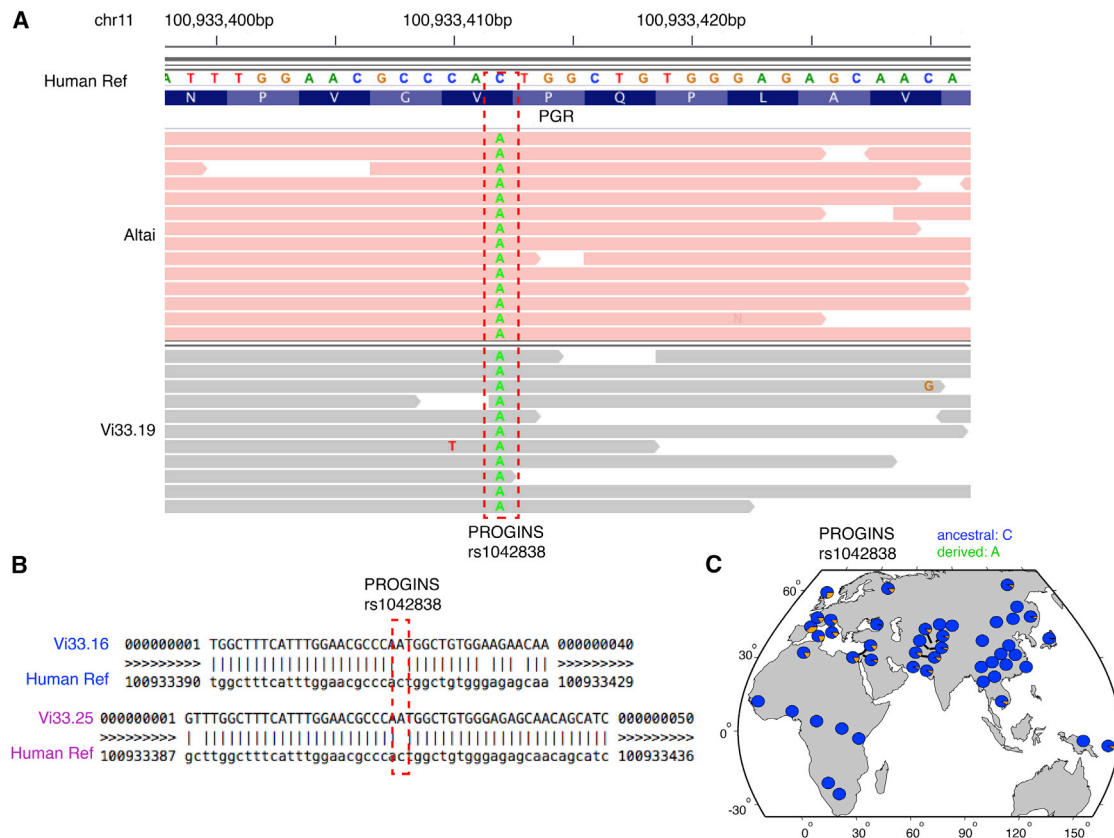 A
chr11 100,933,400bp 100,933,410bp 100,933,420bp
Human Ref A T T T G G A A C G C C C A C T G G C T G T G G G A G A G C A A C A
N P V G V P Q P L A V
PGR
A
A
A
A
A
A
A
Altai
A
A
A
A
A
A N
A
A
A
A G
A
A
Vi33.19 A
T A
A
A
A
A
PROGINS
rs1042838
B
PROGINS
rs1042838
Vi33.16 000000001 TGGCTTTCATTTGGAACGCCCAATGGCTGTGGAAGAACAA 000000040
>>>>>>>>> >>>>>>>>>
Human Ref 100933390 tggctttcatttggaacgcccactggctgtgggagagcaa 100933429
Vi33.25 000000001 GTTTGGCTTTCATTTGGAACGCCCAATGGCTGTGGGAGAGCAACAGCATC 000000050
>>>>>>>>> >>>>>>>>>
Human Ref 100933387 gcttggctttcatttggaacgcccactggctgtgggagagcaacagcatc 100933436
C
PROGINS
rs1042838
ancestral: C
derived: A
60°
30°
0°
-30°
0° 30° 60° 90° 120° 150°